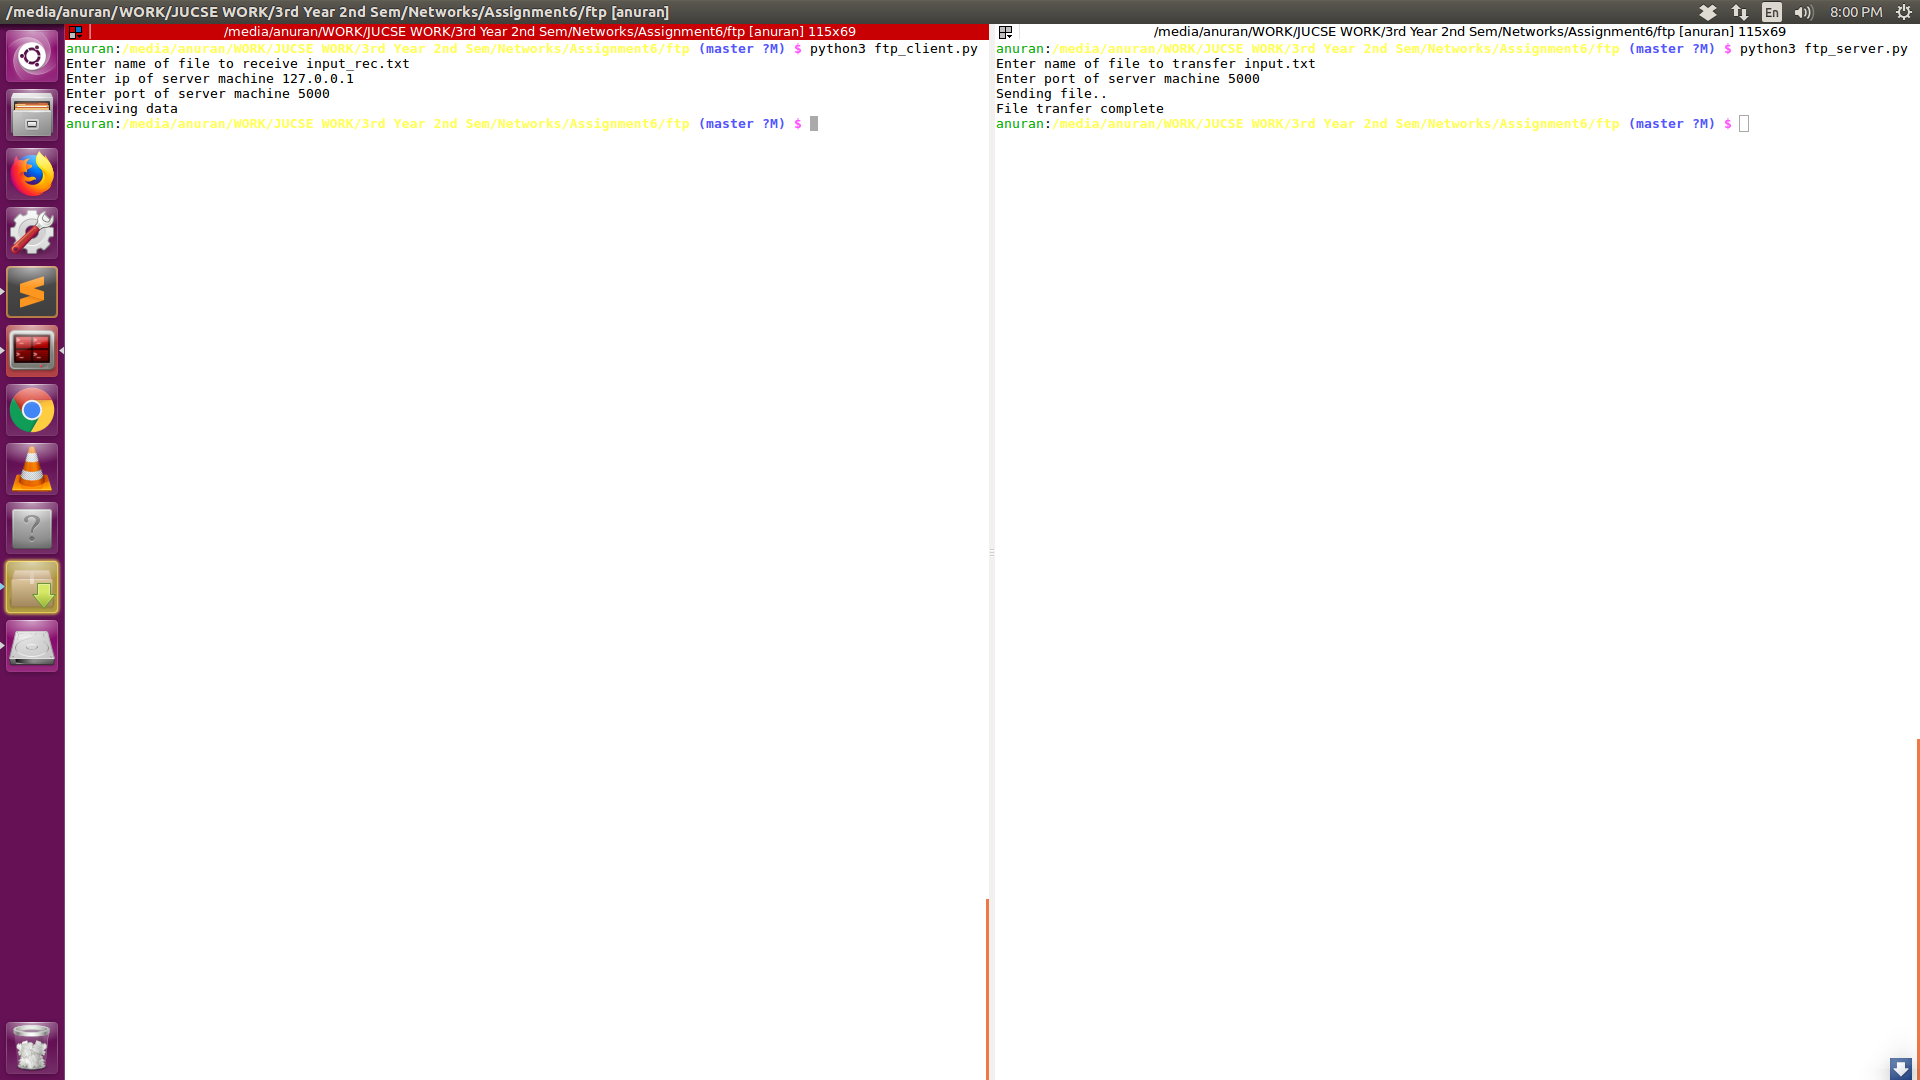 /media/anuran/WORK/JUCSE WORK/3rd Year 2nd Sem/Networks/Assignment6/ftp [anuran]
En
8:00 PM
/media/anuran/WORK/JUCSE WORK/3rd Year 2nd Sem/Networks/Assignment6/ftp [anuran] 115x69
anuran:/media/anuran/WORK/JUCSE WORK/3rd Year 2nd Sem/Networks/Assignment6/ftp (master ?M) $ python3 ftp_client.py
Enter name of file to receive input_rec.txt
Enter ip of server machine 127.0.0.1
Enter port of server machine 5000
receiving data
anuran:/media/anuran/WORK/JUCSE WORK/3rd Year 2nd Sem/Networks/Assignment6/ftp (master ?M) $
/media/anuran/WORK/JUCSE WORK/3rd Year 2nd Sem/Networks/Assignment6/ftp [anuran] 115x69
anuran:/media/anuran/WORK/JUCSE WORK/3rd Year 2nd Sem/Networks/Assignment6/ftp (master ?M) $ python3 ftp_server.py
Enter name of file to transfer input.txt
Enter port of server machine 5000
Sending file..
File tranfer complete
anuran:/media/anuran/WORK/JUCSE WORK/3rd Year 2nd Sem/Networks/Assignment6/ftp (master ?M) $